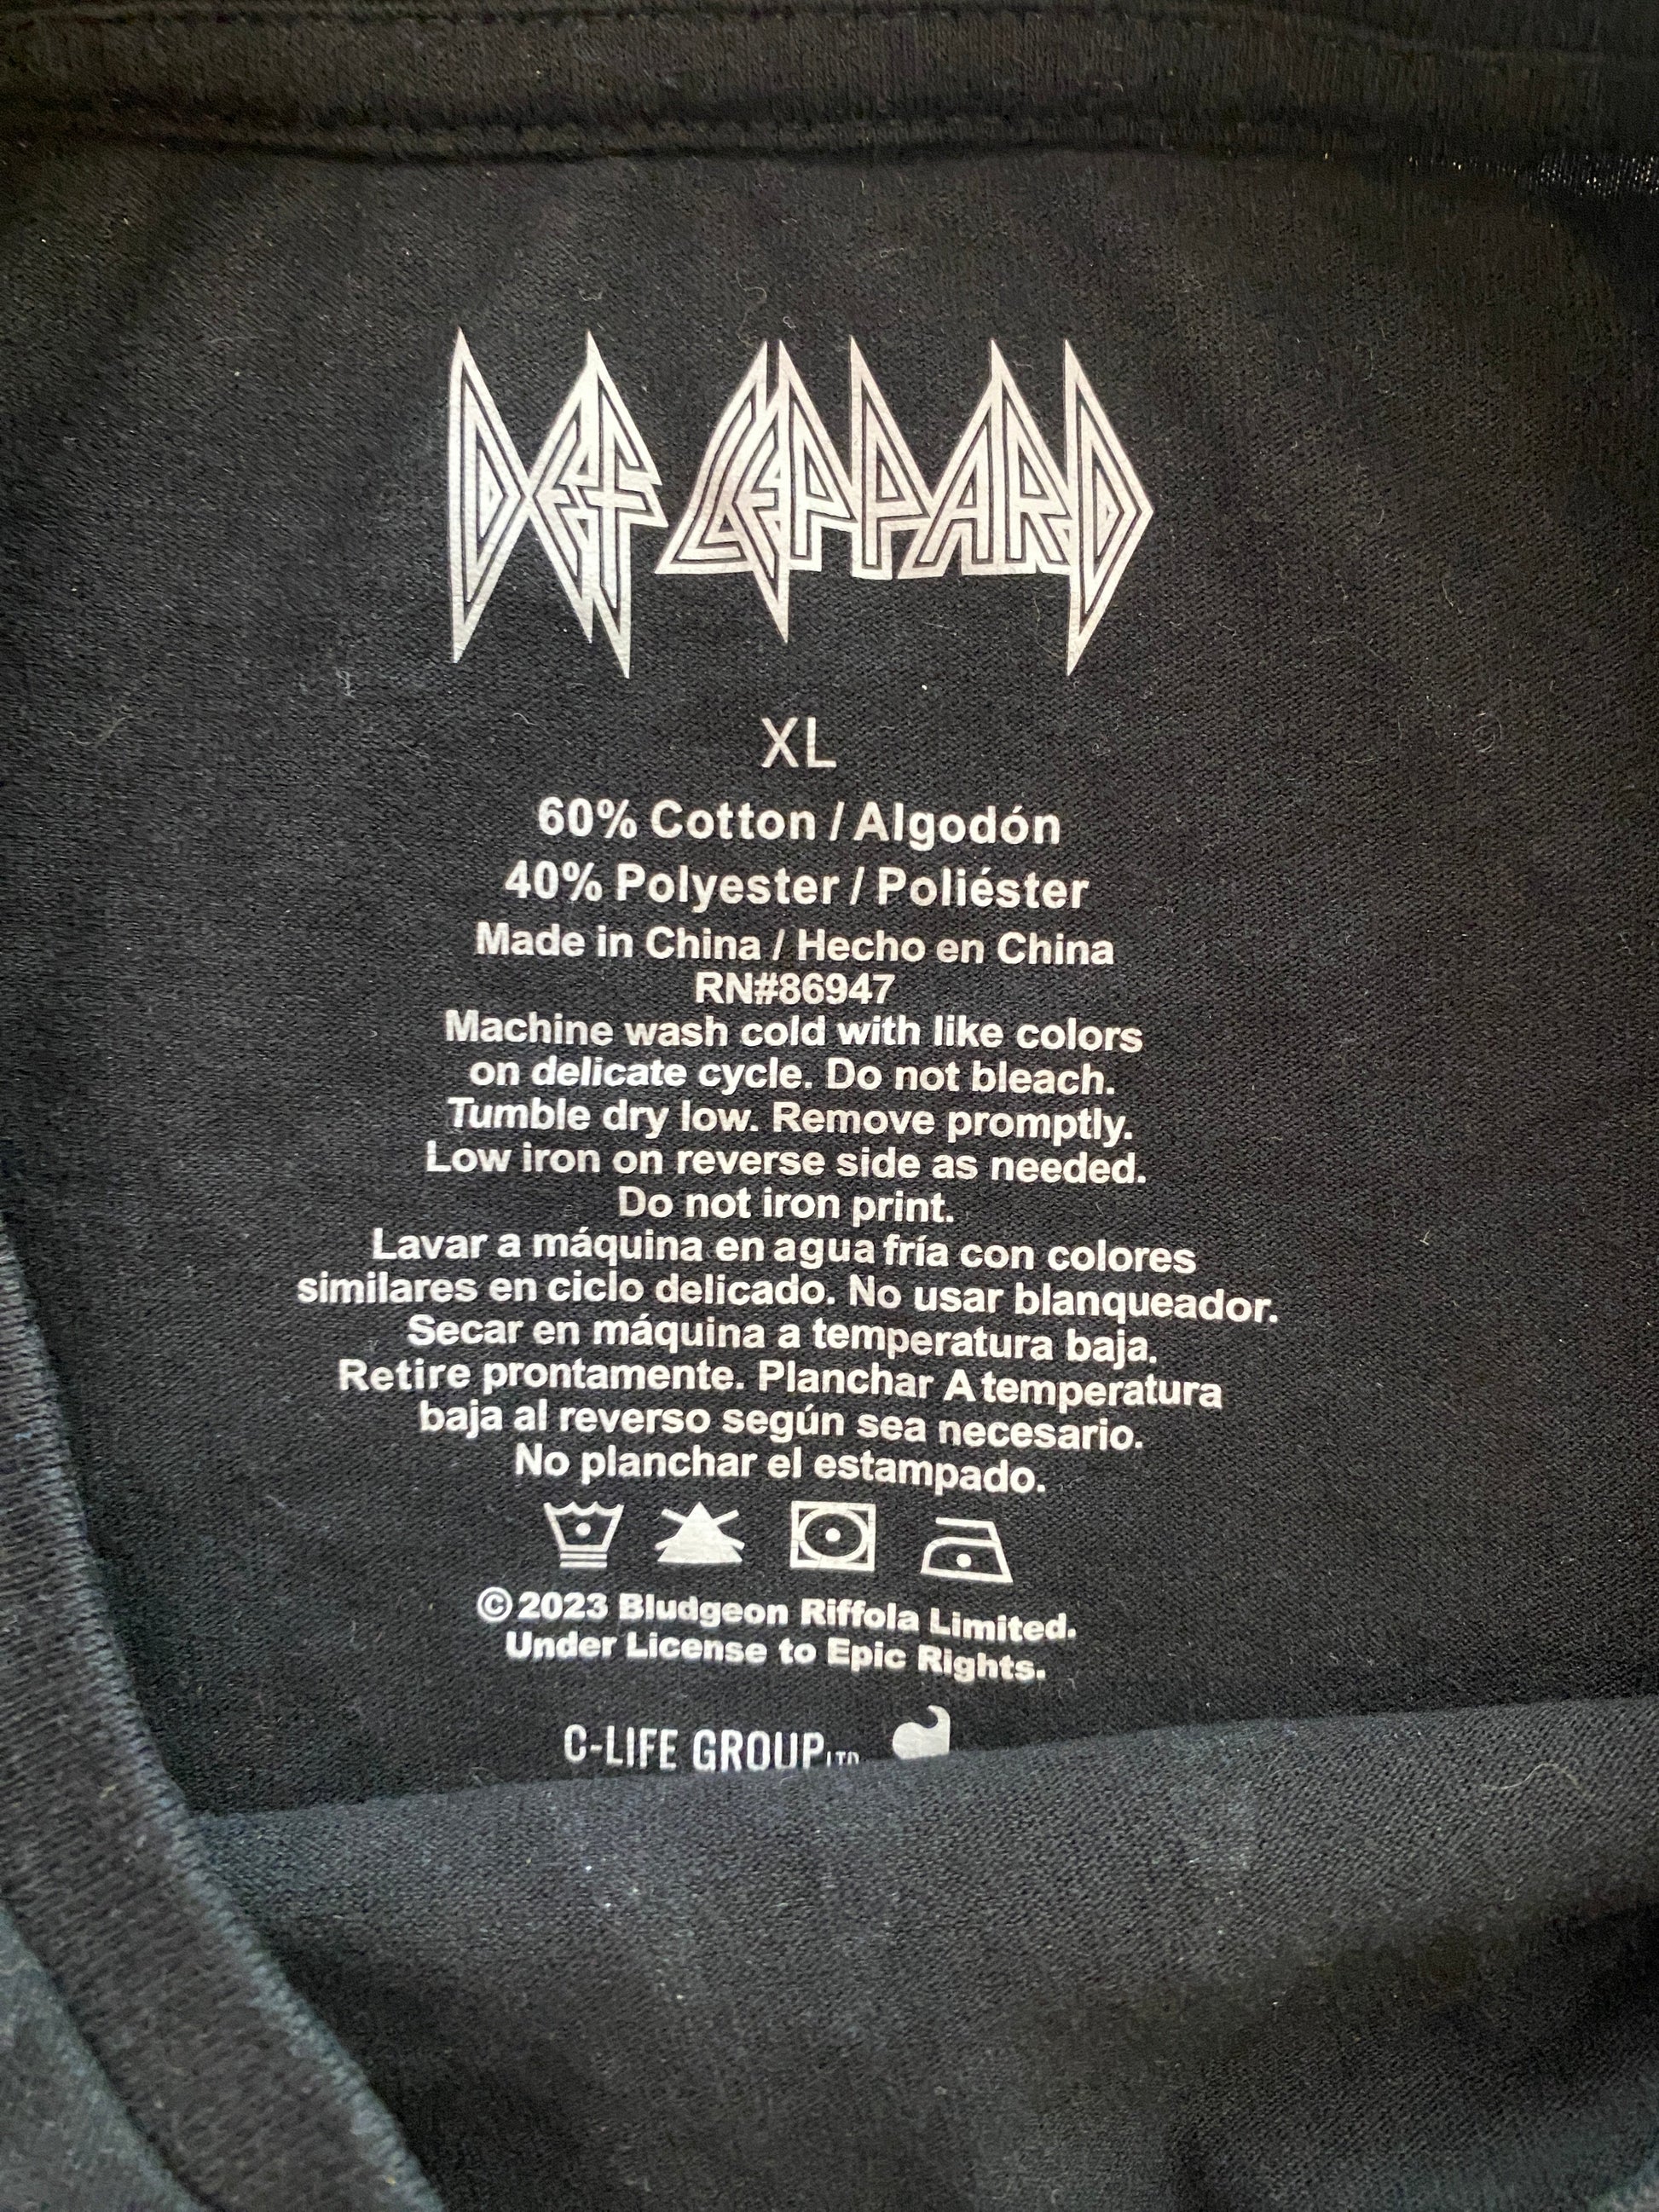 DEF LEPPARD
XL
60% Cotton / Algodón
40% Polyester / Poliéster
Made in China / Hecho en China
RN#86947
Machine wash cold with like colors
on delicate cycle. Do not bleach.
Tumble dry low. Remove promptly.
Low iron on reverse side as needed.
Do not iron print.
Lavar a máquina en agua fría con colores
similares en ciclo delicado. No usar blanqueador.
Secar en máquina a temperatura baja.
Retire prontamente. Planchar A temperatura
baja al reverso según sea necesario.
No planchar el estampado.
©2023 Bludgeon Riffola Limited.
Under License to Epic Rights.
C-LIFE GROUP LTD